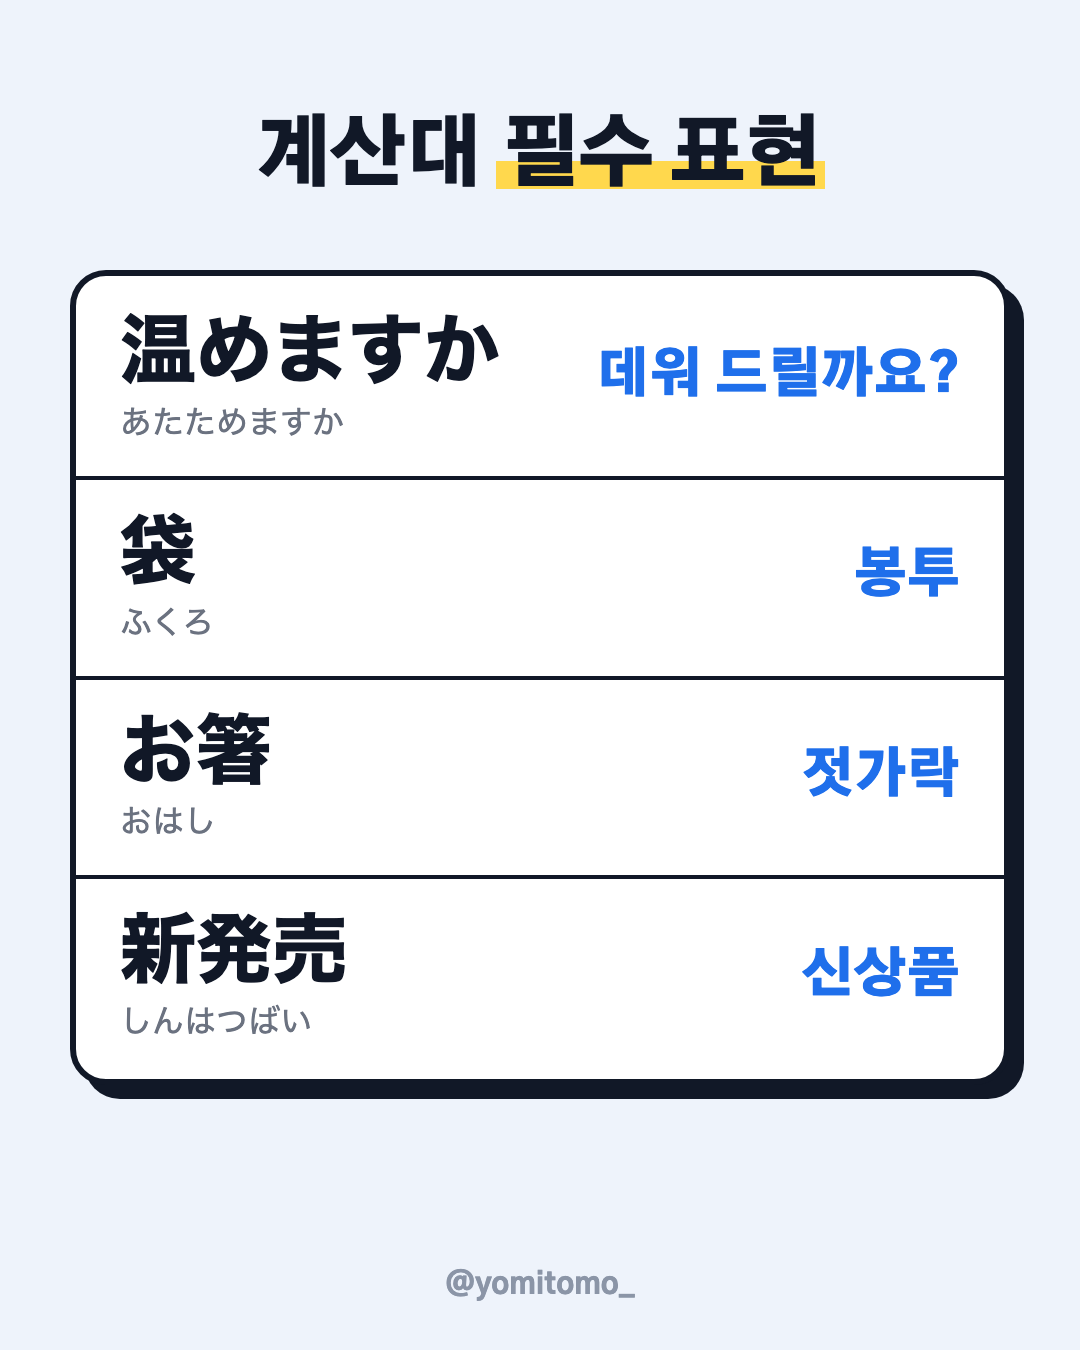 계산대 필수 표현
温めますか
あたためますか
데워 드릴까요?
袋
ふくろ
봉투
お箸
おはし
젓가락
新発売
しんはつばい
신상품
@yomitomo_